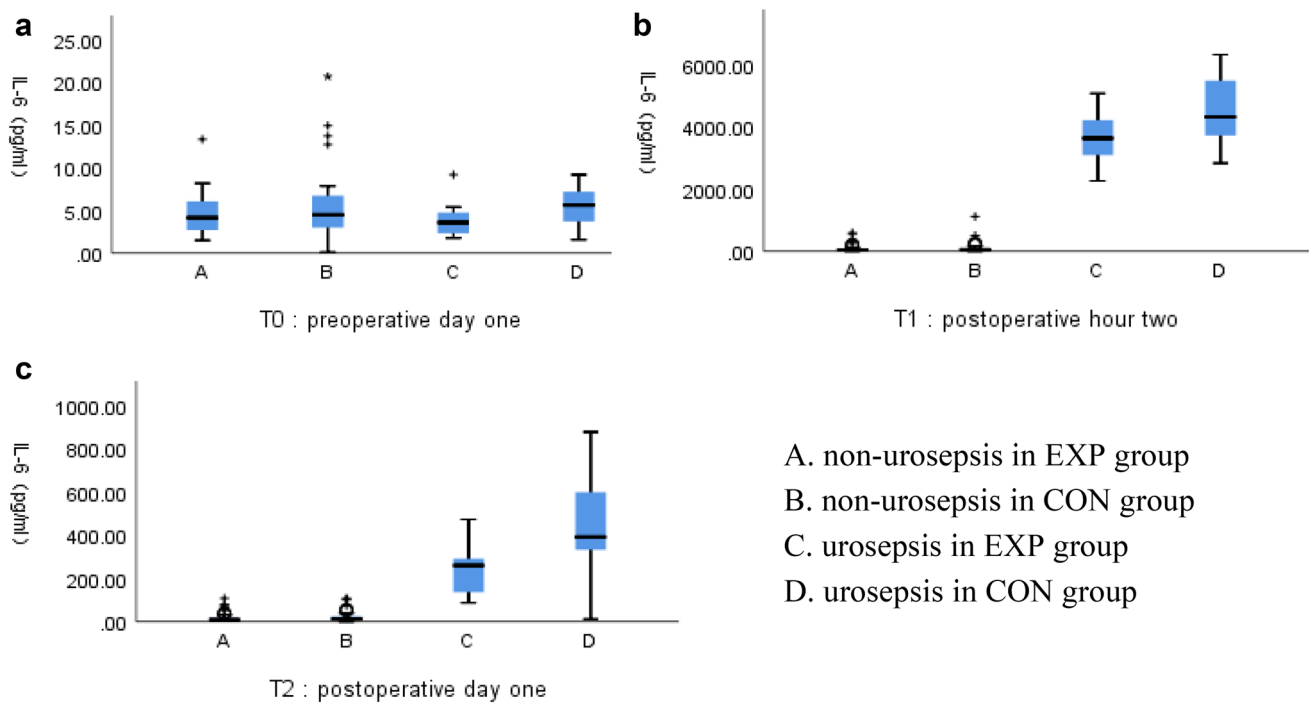 a
IL-6 (pg/ml)
25.00
20.00
15.00
10.00
5.00
.00
A B C D
T0 : preoperative day one
b
IL-6 (pg/ml)
6000.00
4000.00
2000.00
.00
A B C D
T1 : postoperative hour two
c
IL-6 (pg/ml)
1000.00
800.00
600.00
400.00
200.00
.00
A B C D
T2 : postoperative day one
A. non-urosepsis in EXP group
B. non-urosepsis in CON group
C. urosepsis in EXP group
D. urosepsis in CON group